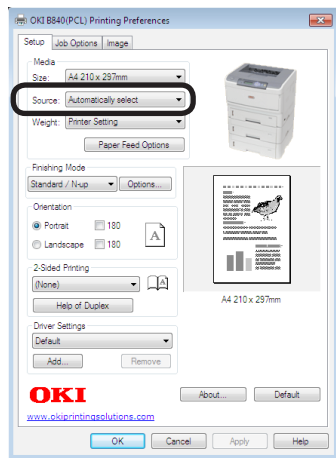 OKI B840(PCL) Printing Preferences
Setup Job Options Image
Media
Size: A4 210 x 297mm
Source: Automatically select
Weight: Printer Setting
Paper Feed Options
Finishing Mode
Standard / N-up Options...
Orientation
Portrait 180
Landscape 180
A
2-Sided Printing
(None)
A
Help of Duplex
A4 210 x 297mm
Driver Settings
Default
Add... Remove
OKI
About... Default
www.okiprintingsolutions.com
OK Cancel Apply Help